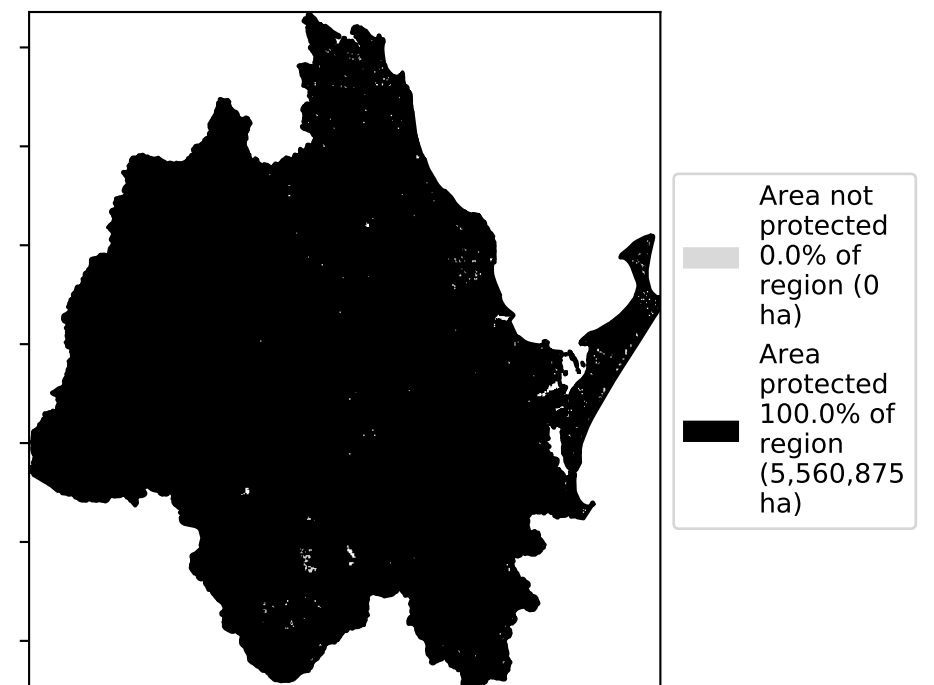 Area not
protected
0.0% of
region (0
ha)
Area
protected
100.0% of
region
(5,560,875
ha)